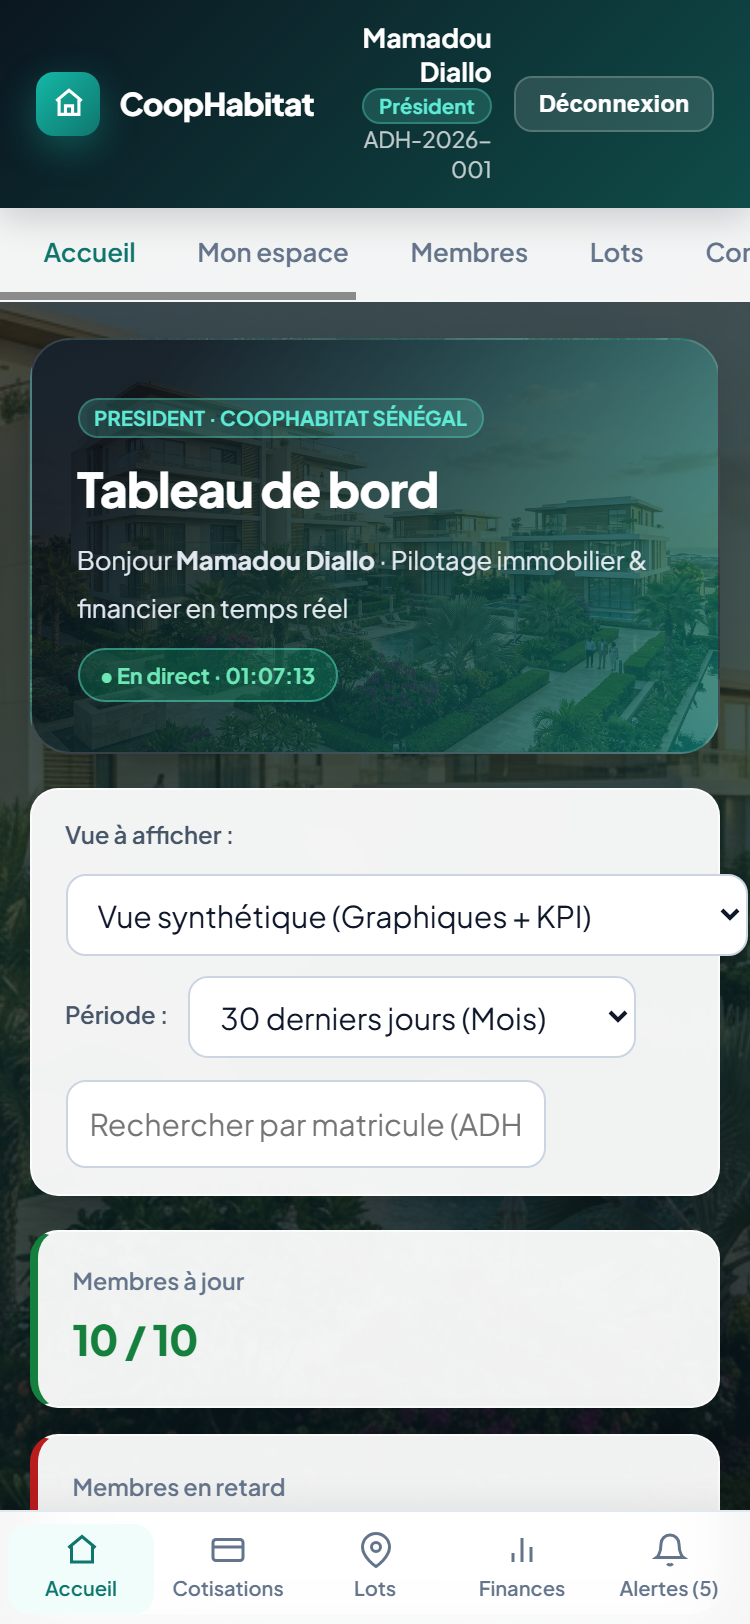 Mamadou
Diallo
CoopHabitat
Président
Déconnexion
ADH-2026-
001
Accueil
Mon espace
Membres
Lots
PRESIDENT · COOPHABITAT SÉNÉGAL
Tableau de bord
Bonjour Mamadou Diallo · Pilotage immobilier &
financier en temps réel
● En direct · 01:07:13
Vue à afficher :
Vue synthétique (Graphiques + KPI)
Période :
30 derniers jours (Mois)
Rechercher par matricule (ADH
Membres à jour
10 / 10
Membres en retard
Accueil
Cotisations
Lots
Finances
Alertes (5)